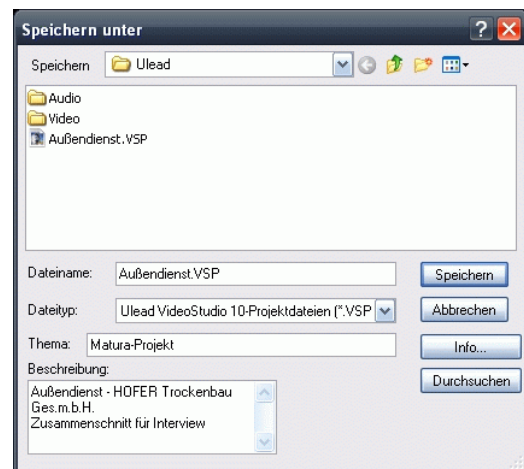 Speichern unter
Speichern Ulead
Audio
Video
Außendienst.VSP
Dateiname: Außendienst.VSP Speichern
Dateityp: Ulead VideoStudio 10-Projektdateien (*.VSP Abbrechen
Thema: Matura-Projekt Info...
Beschreibung: Durchsuchen
Außendienst - HOFER Trockenbau
Ges.m.b.H.
Zusammenschnitt für Interview